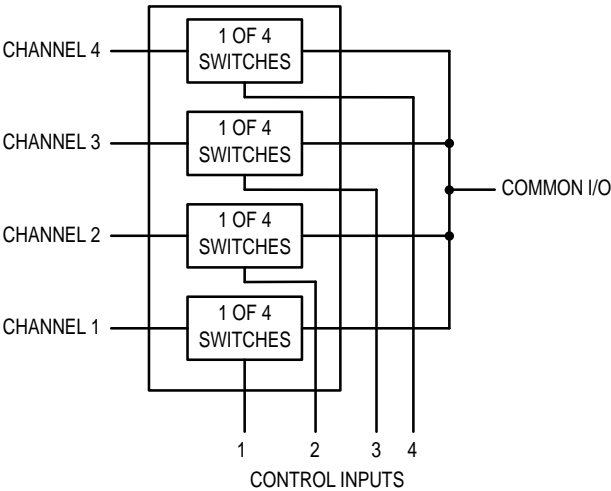 CHANNEL 4
1 OF 4
SWITCHES
CHANNEL 3
1 OF 4
SWITCHES
COMMON I/O
CHANNEL 2
1 OF 4
SWITCHES
CHANNEL 1
1 OF 4
SWITCHES
1 2 3 4
CONTROL INPUTS